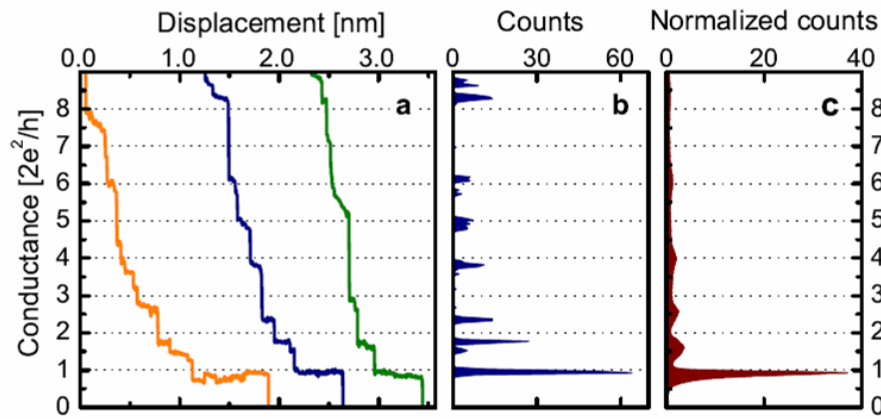 Displacement [nm] Counts Normalized counts
0.0 1.0 2.0 3.0 0 30 60 0 20 40
a b c
8 8
7 7
6 6
5 5
4 4
3 3
2 2
1 1
0 0
Conductance [2e²/h]